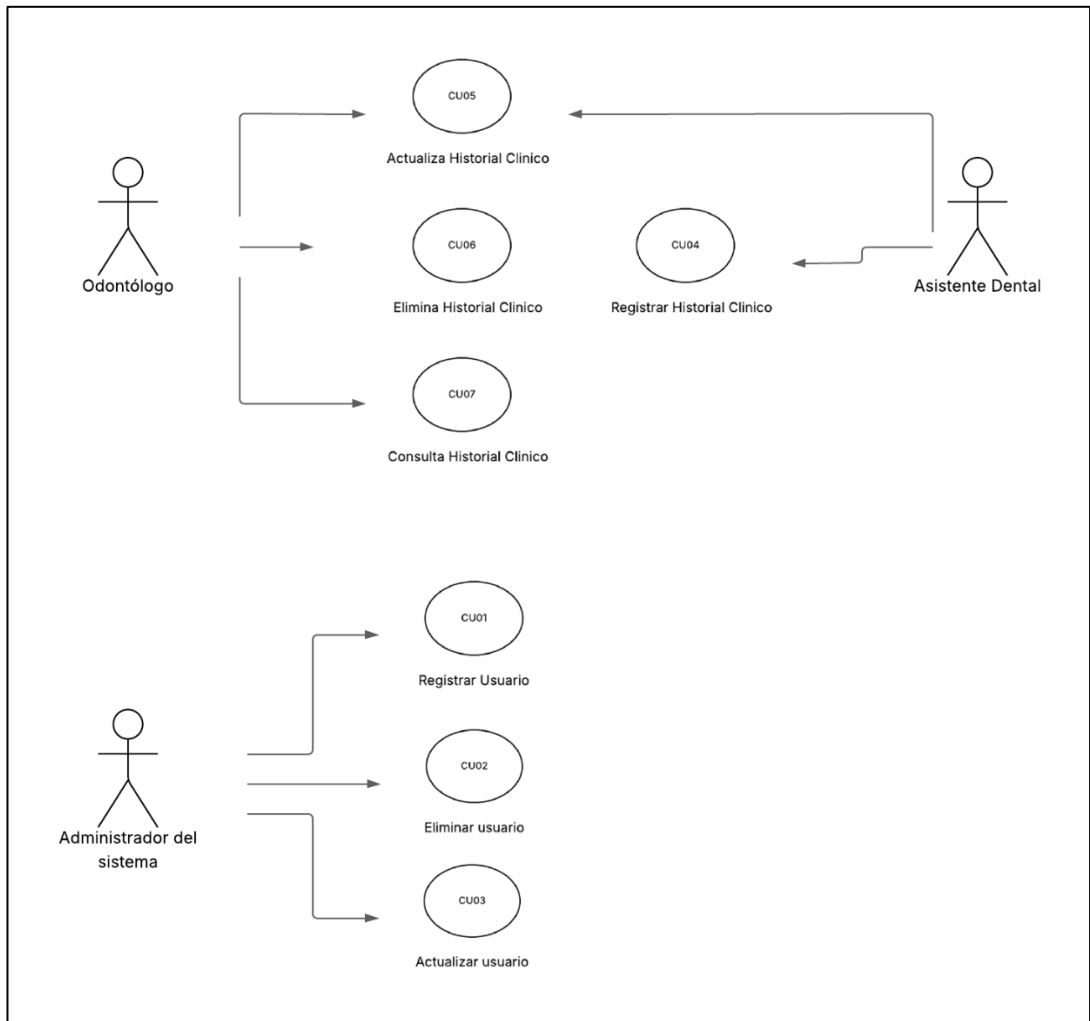 CU05
Actualiza Historial Clinico
Odontólogo
CU06
Elimina Historial Clinico
CU04
Registrar Historial Clinico
Asistente Dental
CU07
Consulta Historial Clinico
CU01
Registrar Usuario
Administrador del
sistema
CU02
Eliminar usuario
CU03
Actualizar usuario